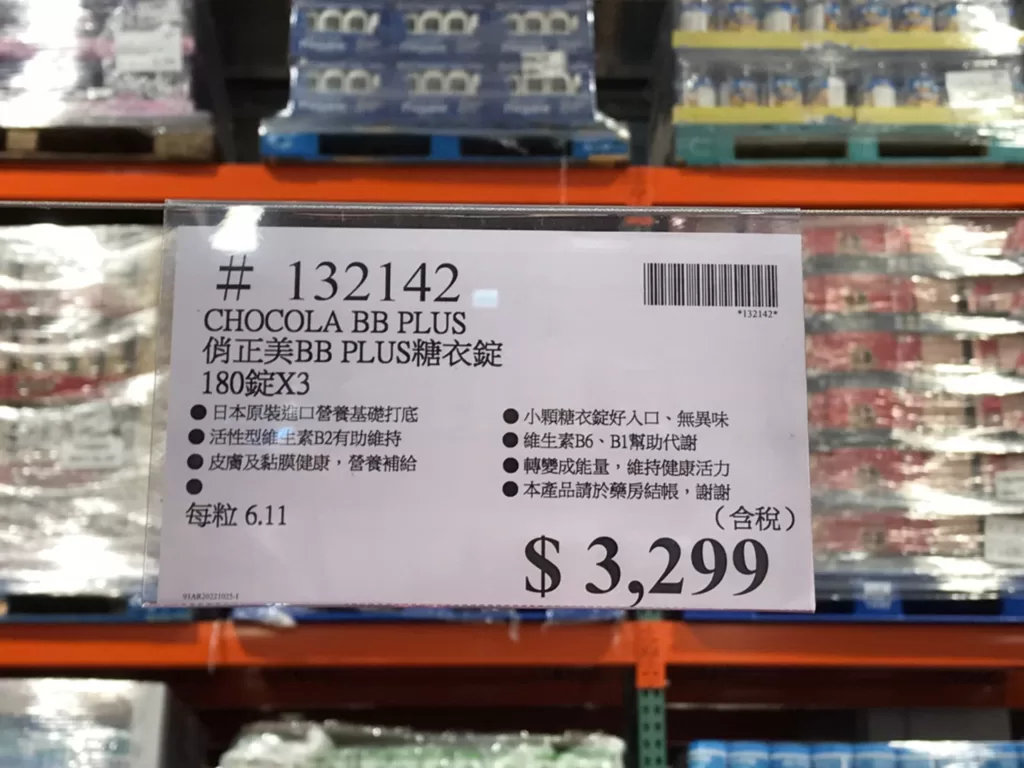 # 132142
*132142*
CHOCOLA BB PLUS
俏正美BB PLUS糖衣錠
180錠X3
● 日本原裝進口營養基礎打底
● 活性型維生素B2有助維持
● 皮膚及黏膜健康，營養補給
●
● 小顆糖衣錠好入口、無異味
● 維生素B6、B1幫助代謝
● 轉變成能量，維持健康活力
● 本產品請於藥房結帳，謝謝
每粒 6.11
（含稅）
$ 3,299